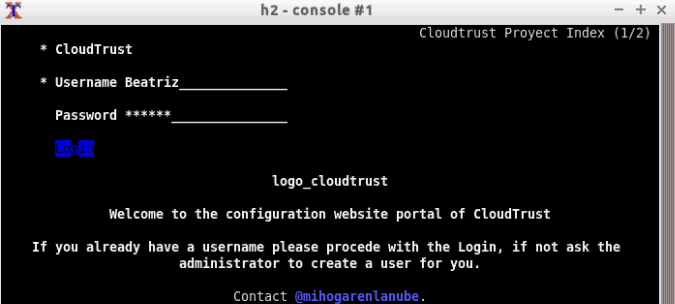 h2 - console #1
Cloudtrust Proyect Index (1/2)
* CloudTrust
* Username Beatriz_______________
Password ******_______________
Login
logo_cloudtrust
Welcome to the configuration website portal of CloudTrust
If you already have a username please procede with the Login, if not ask the
administrator to create a user for you.
Contact @mihogarenlanube.